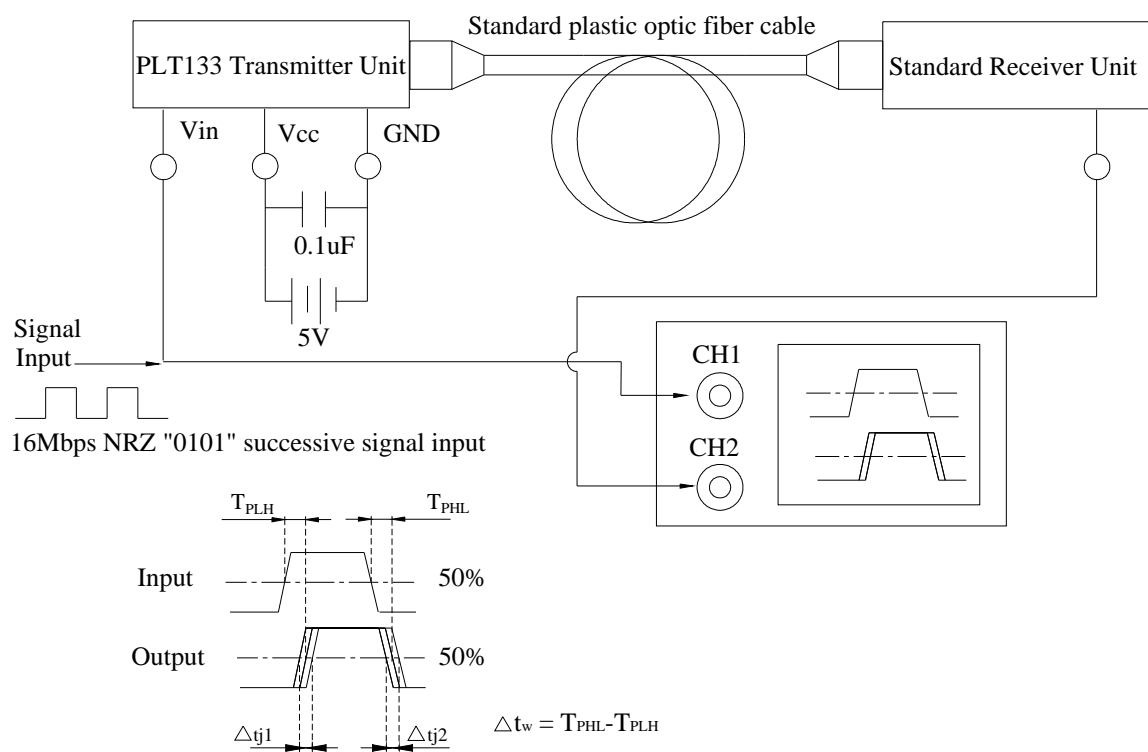 Standard plastic optic fiber cable
PLT133 Transmitter Unit
Standard Receiver Unit
Vin
Vcc
GND
0.1uF
5V
Signal
Input
16Mbps NRZ "0101" successive signal input
CH1
CH2
TPLH
TPHL
Input
50%
Output
50%
△tj1
△tj2
△tw = TPHL-TPLH